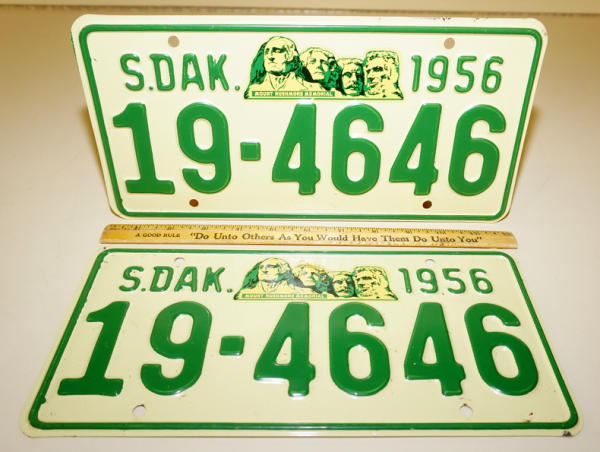 S.DAK. 1956
MOUNT RUSHMORE MEMORIAL
19-4646
A GOOD RULE "Do Unto Others As You Would Have Them Do Unto You"
S.DAK. 1956
MOUNT RUSHMORE MEMORIAL
19-4646